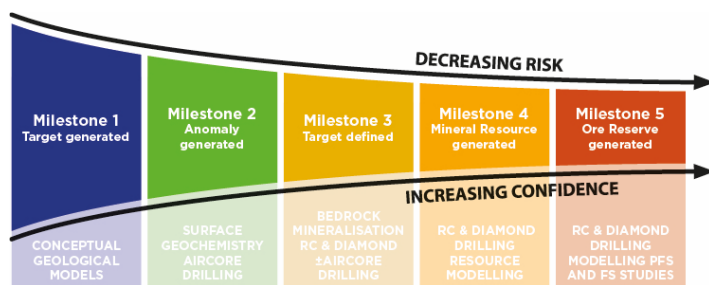 DECREASING RISK
Milestone 1
Target generated
Milestone 2
Anomaly
generated
Milestone 3
Target defined
Milestone 4
Mineral Resource
generated
Milestone 5
Ore Reserve
generated
INCREASING CONFIDENCE
CONCEPTUAL
GEOLOGICAL
MODELS
SURFACE
GEOCHEMISTRY
AIRCORE
DRILLING
BEDROCK
MINERALISATION
RC & DIAMOND
±AIRCORE
DRILLING
RC & DIAMOND
DRILLING
RESOURCE
MODELLING
RC & DIAMOND
DRILLING
MODELLING PFS
AND FS STUDIES